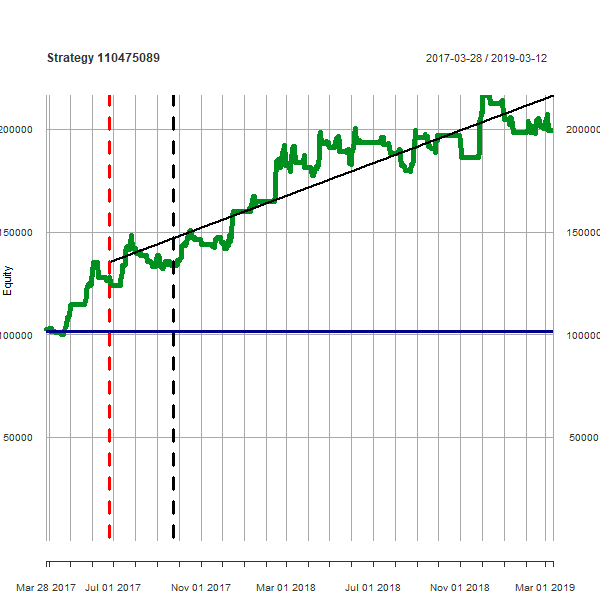 Strategy 110475089
2017-03-28 / 2019-03-12
200000 200000
150000 150000
Equity
100000 100000
50000 50000
Mar 28 2017 Jul 01 2017 Nov 01 2017 Mar 01 2018 Jul 01 2018 Nov 01 2018 Mar 01 2019